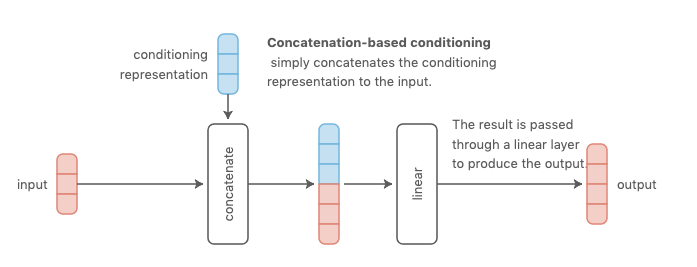 conditioning
representation
Concatenation-based conditioning
simply concatenates the conditioning
representation to the input.
input
concatenate
linear
The result is passed
through a linear layer
to produce the output.
output